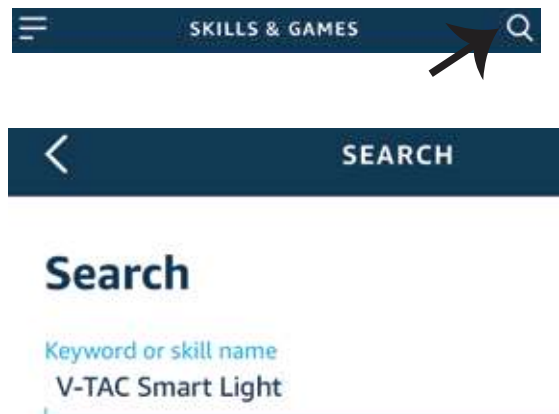 SKILLS & GAMES
SEARCH
Search
Keyword or skill name
V-TAC Smart Light